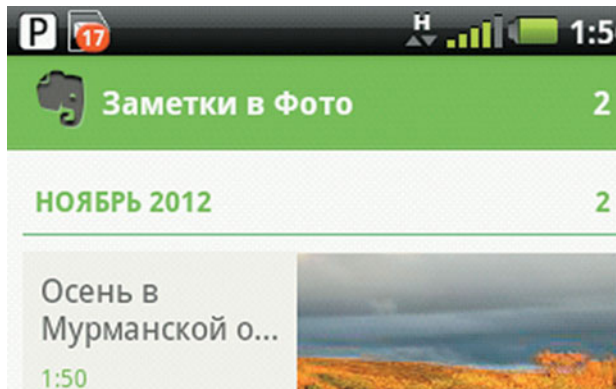 P 17 H 1:5
Заметки в Фото 2
НОЯБРЬ 2012 2
Осень в
Мурманской о...
1:50